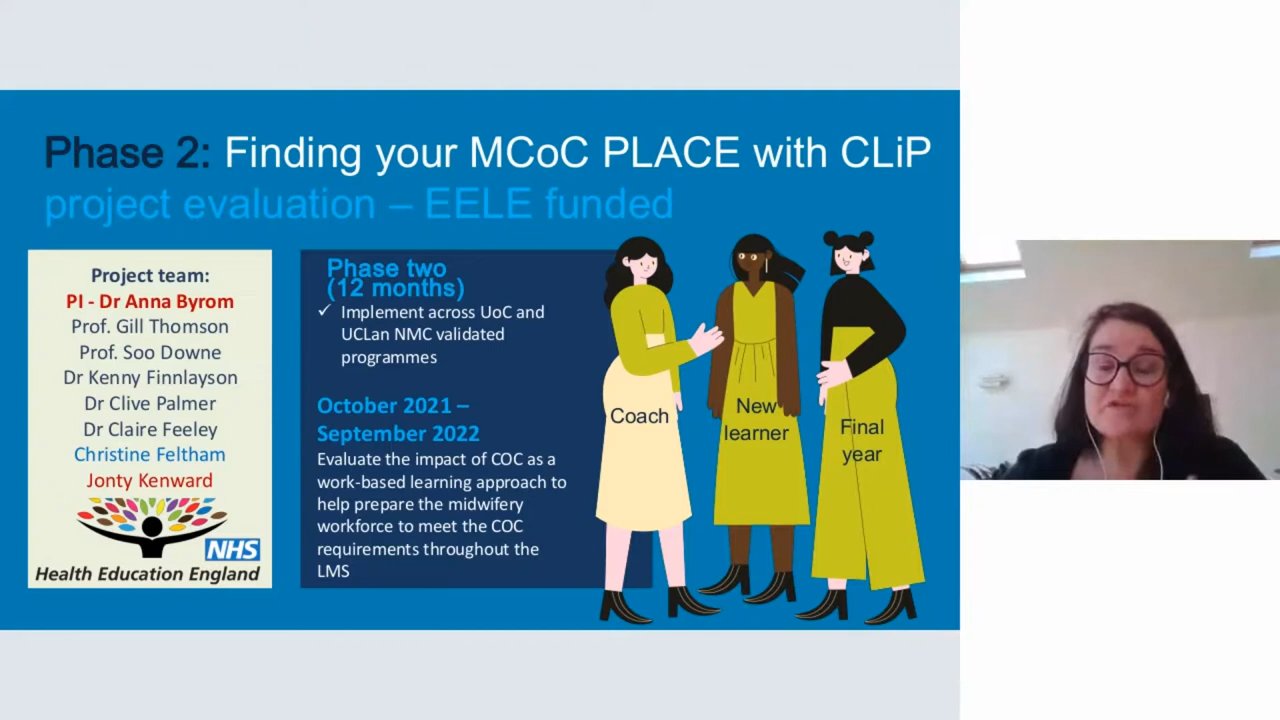 Phase 2: Finding your MCoC PLACE with CLiP
project evaluation – EELE funded
Project team:
PI - Dr Anna Byrom
Prof. Gill Thomson
Prof. Soo Downe
Dr Kenny Finnlayson
Dr Clive Palmer
Dr Claire Feeley
Christine Feltham
Jonty Kenward
NHS
Health Education England
Phase two
(12 months)
✓ Implement across UoC and
UCLan NMC validated
programmes
October 2021 –
September 2022
Evaluate the impact of COC as a
work-based learning approach to
help prepare the midwifery
workforce to meet the COC
requirements throughout the
LMS
Coach
New
learner
Final
year